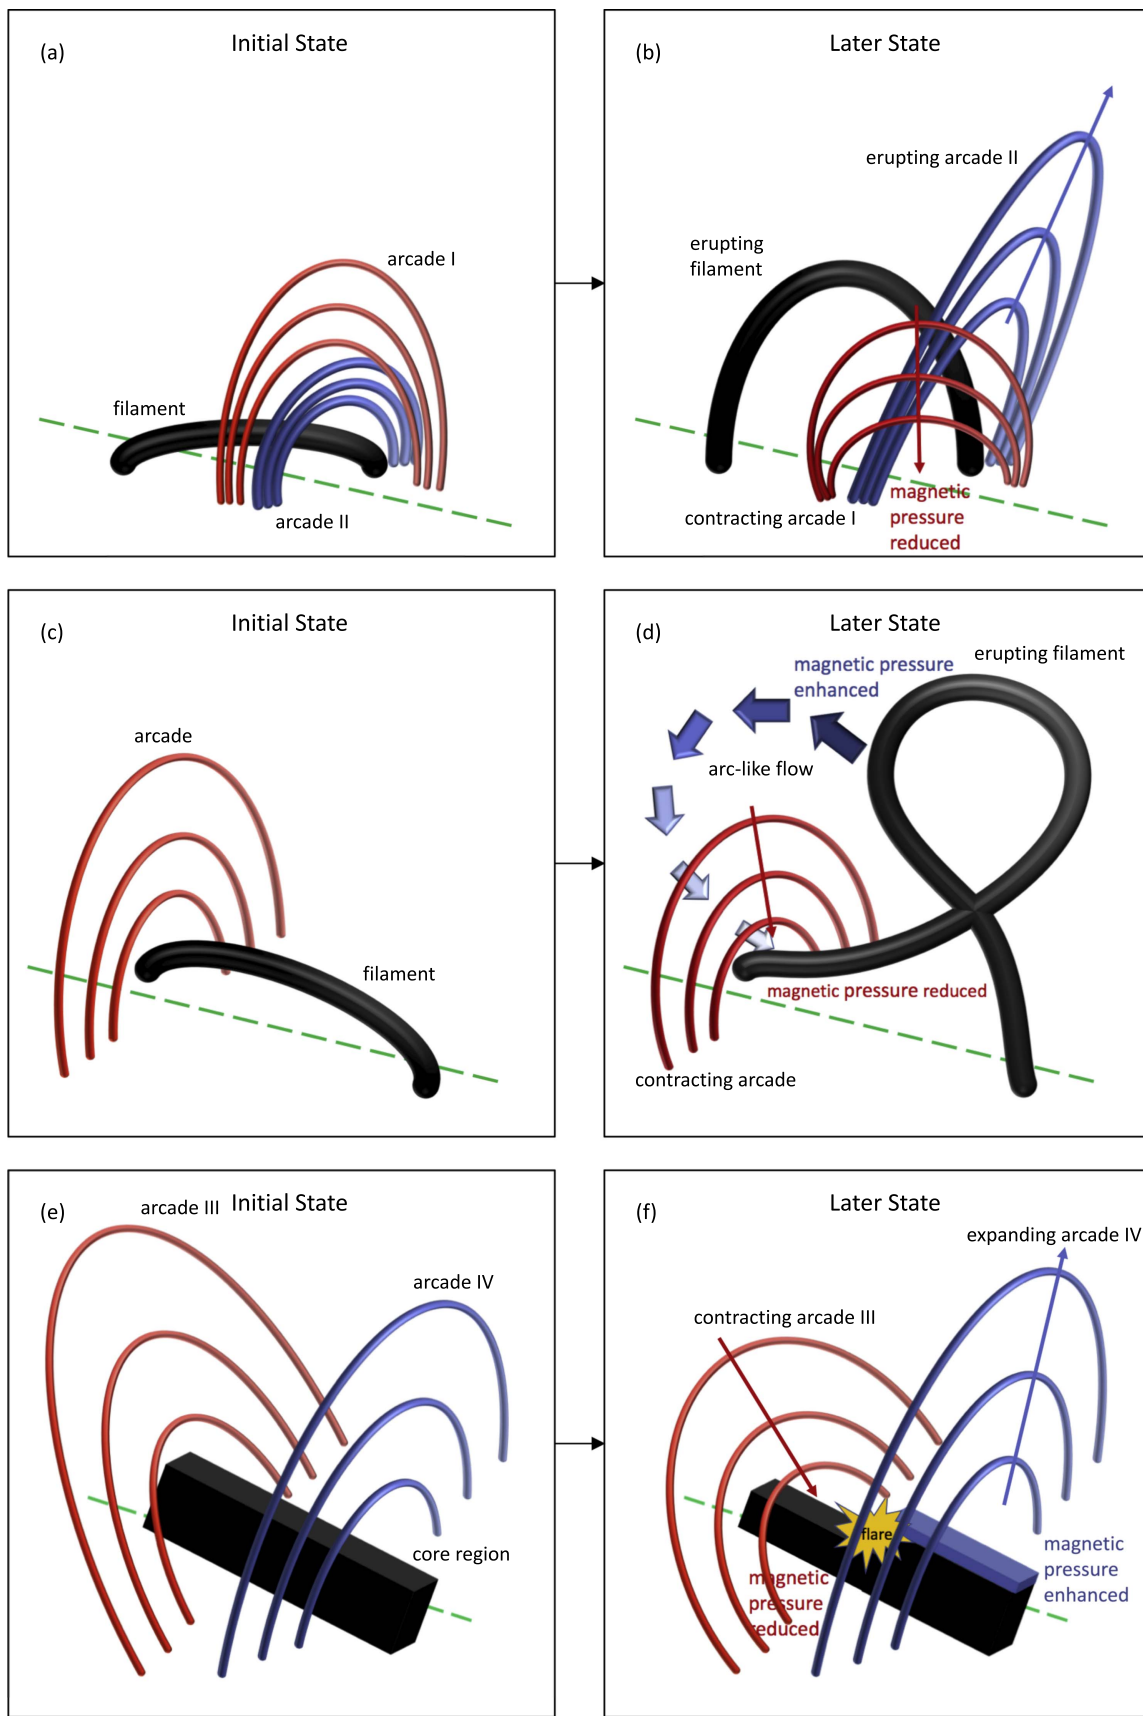 (a)
Initial State
arcade I
filament
arcade II
(b)
Later State
erupting arcade II
erupting
filament
contracting arcade I
magnetic
pressure
reduced
(c)
Initial State
arcade
filament
(d)
Later State
erupting filament
magnetic pressure
enhanced
arc-like flow
magnetic pressure reduced
contracting arcade
(e)
arcade III
Initial State
arcade IV
core region
(f)
Later State
expanding arcade IV
contracting arcade III
flare
magnetic
pressure
reduced
magnetic
pressure
enhanced